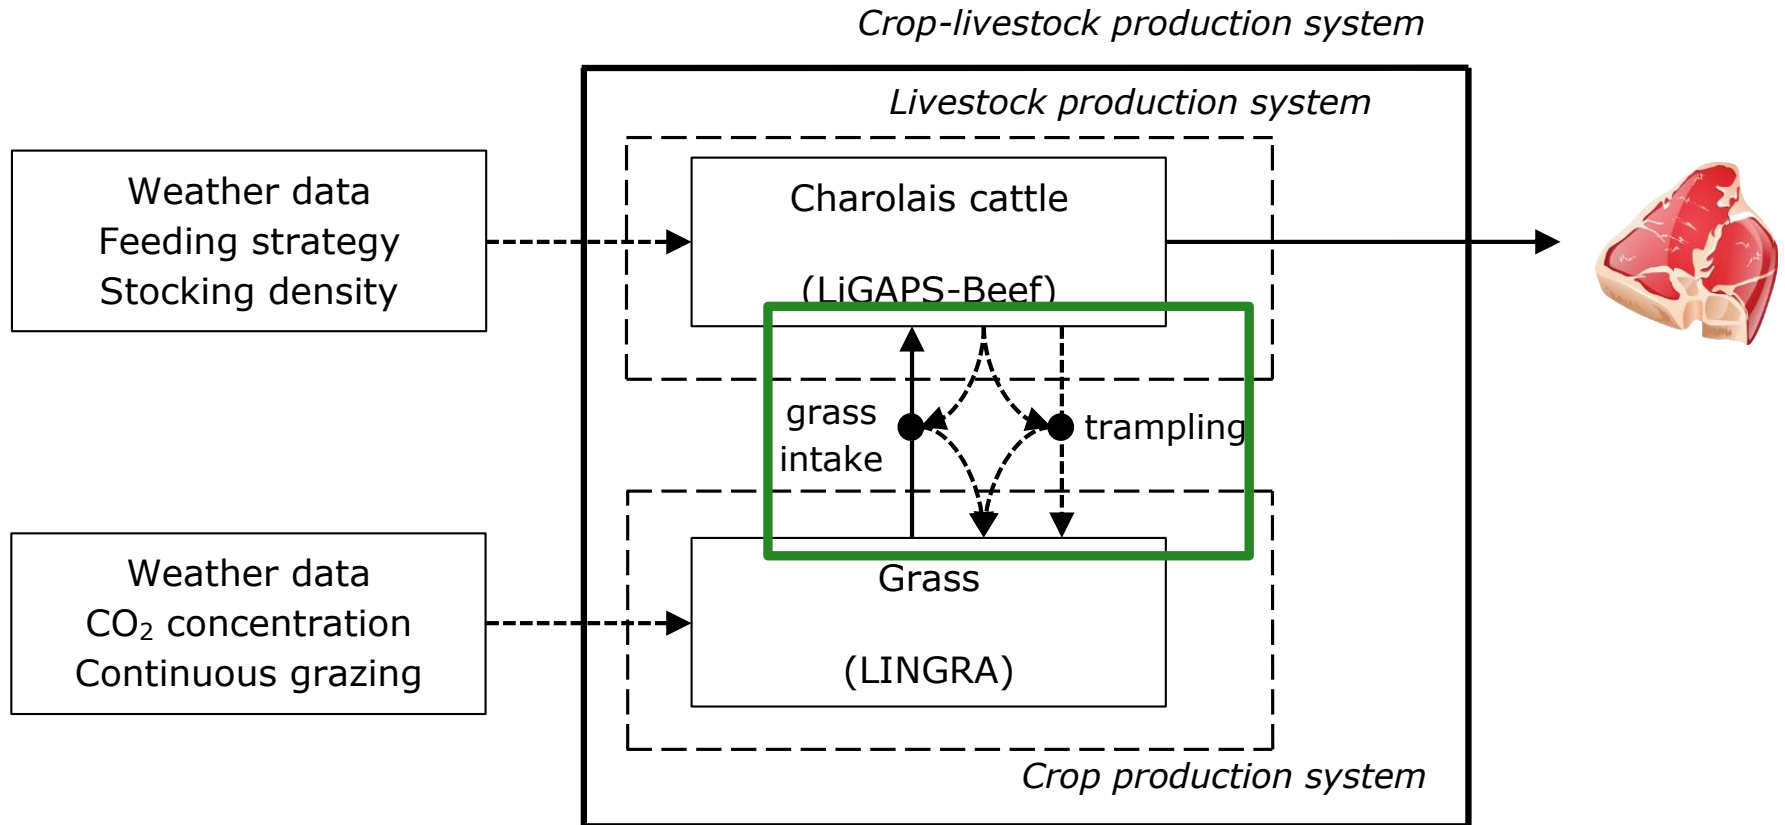 Crop-livestock production system
Livestock production system
Weather data
Feeding strategy
Stocking density
Charolais cattle
(LiGAPS-Beef)
grass
intake
trampling
Weather data
CO₂ concentration
Continuous grazing
Grass
(LINGRA)
Crop production system